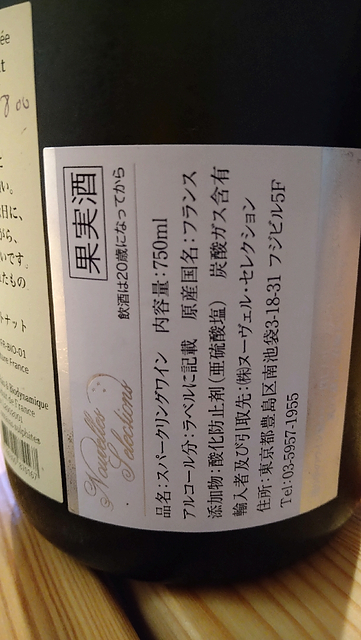 果実酒
飲酒は20歳になってから
Nouvelles
Selections
品名:スパークリングワイン 内容量:750ml
アルコール分:ラベルに記載 原産国名:フランス
添加物:酸化防止剤(亜硫酸塩) 炭酸ガス含有
輸入者及び引取先:(株)ヌーヴェル・セレクション
住所:東京都豊島区南池袋3-18-31 フジビル5F
Tel:03-5957-1955